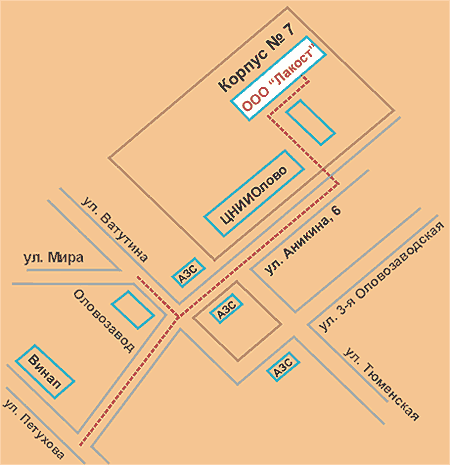 Корпус № 7
ООО "Лакост"
ЦНИИОлово
ул. Ватутина
ул. Аникина, 6
ул. Мира
АЗС
ул. 3-я Оловозаводская
Оловозавод
АЗС
Винап
АЗС
ул. Тюменская
ул. Петухова